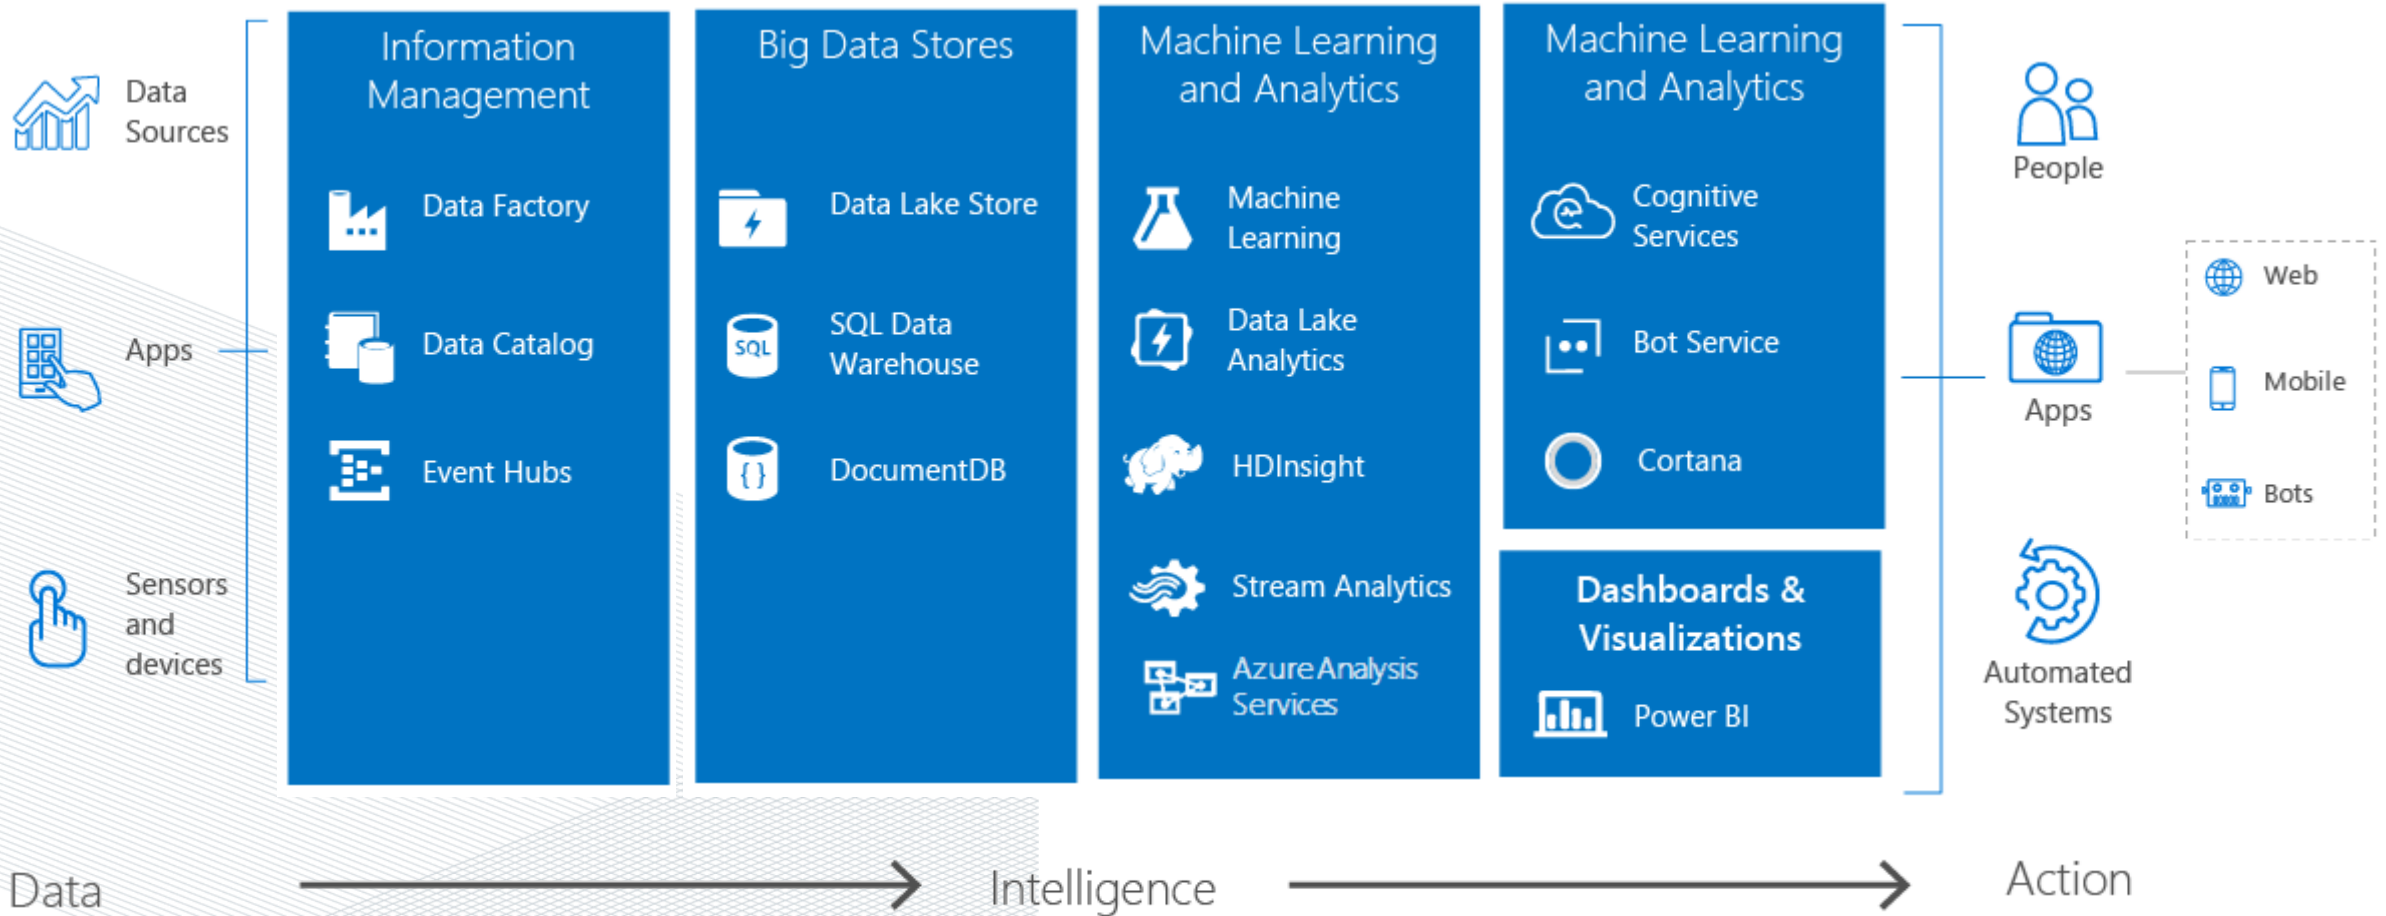 Data
Sources
Apps
Sensors
and
devices
Information
Management
Data Factory
Data Catalog
Event Hubs
Big Data Stores
Data Lake Store
SQL Data
Warehouse
SQL
{ }
DocumentDB
Machine Learning
and Analytics
Machine
Learning
Data Lake
Analytics
HDInsight
Stream Analytics
Azure Analysis
Services
Machine Learning
and Analytics
Cognitive
Services
Bot Service
Cortana
Dashboards &
Visualizations
Power BI
People
Apps
Automated
Systems
Web
Mobile
Bots
Data
Intelligence
Action